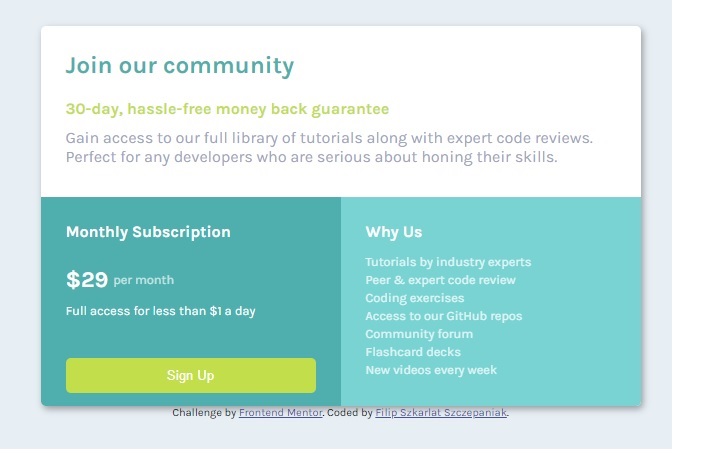 Join our community
30-day, hassle-free money back guarantee
Gain access to our full library of tutorials along with expert code reviews.
Perfect for any developers who are serious about honing their skills.
Monthly Subscription
$29 per month
Full access for less than $1 a day
Sign Up
Why Us
Tutorials by industry experts
Peer & expert code review
Coding exercises
Access to our GitHub repos
Community forum
Flashcard decks
New videos every week
Challenge by Frontend Mentor. Coded by Filip Szkarlat Szczepaniak.